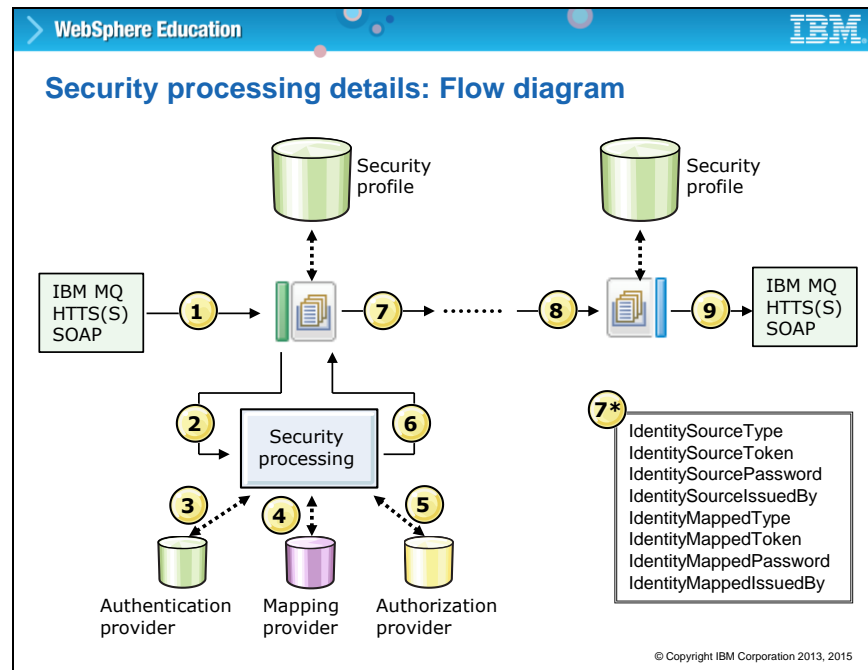 WebSphere Education
IBM
Security processing details: Flow diagram
Security
profile
Security
profile
IBM MQ
HTTS(S)
SOAP
1
7
........
8
9
IBM MQ
HTTS(S)
SOAP
2
6
Security
processing
3
4
5
Authentication
provider
Mapping
provider
Authorization
provider
7*
IdentitySourceType
IdentitySourceToken
IdentitySourcePassword
IdentitySourceIssuedBy
IdentityMappedType
IdentityMappedToken
IdentityMappedPassword
IdentityMappedIssuedBy
© Copyright IBM Corporation 2013, 2015